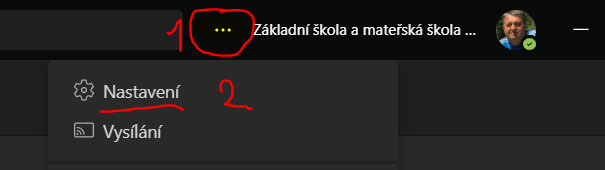 1 ... Základní škola a mateřská škola ...
Nastavení 2
Vysílání